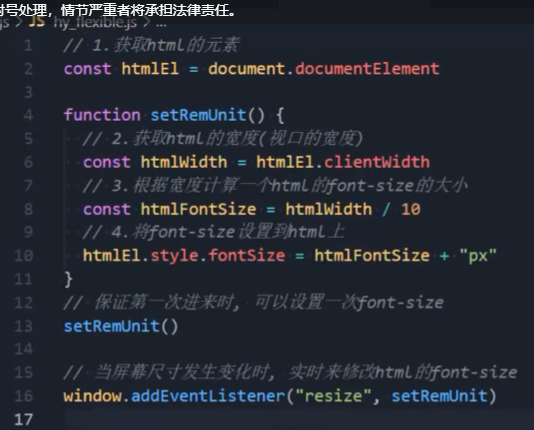 封号处理，情节严重者将承担法律责任。
js > JS hy_flexible.js > ...
1 // 1.获取html的元素
2 const htmlEl = document.documentElement
3
4 function setRemUnit() {
5 // 2.获取html的宽度(视口的宽度)
6 const htmlWidth = htmlEl.clientWidth
7 // 3.根据宽度计算一个html的font-size的大小
8 const htmlFontSize = htmlWidth / 10
9 // 4.将font-size设置到html上
10 htmlEl.style.fontSize = htmlFontSize + "px"
11 }
12 // 保证第一次进来时, 可以设置一次font-size
13 setRemUnit()
14
15 // 当屏幕尺寸发生变化时, 实时来修改html的font-size
16 window.addEventListener("resize", setRemUnit)
17